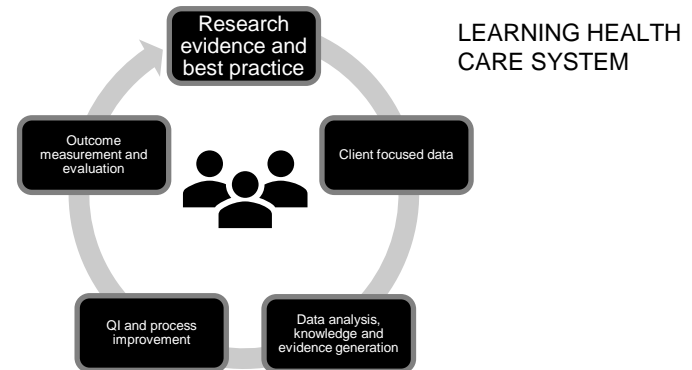 Research
evidence and
best practice
LEARNING HEALTH
CARE SYSTEM
Outcome
measurement and
evaluation
Client focused data
QI and process
improvement
Data analysis,
knowledge and
evidence generation